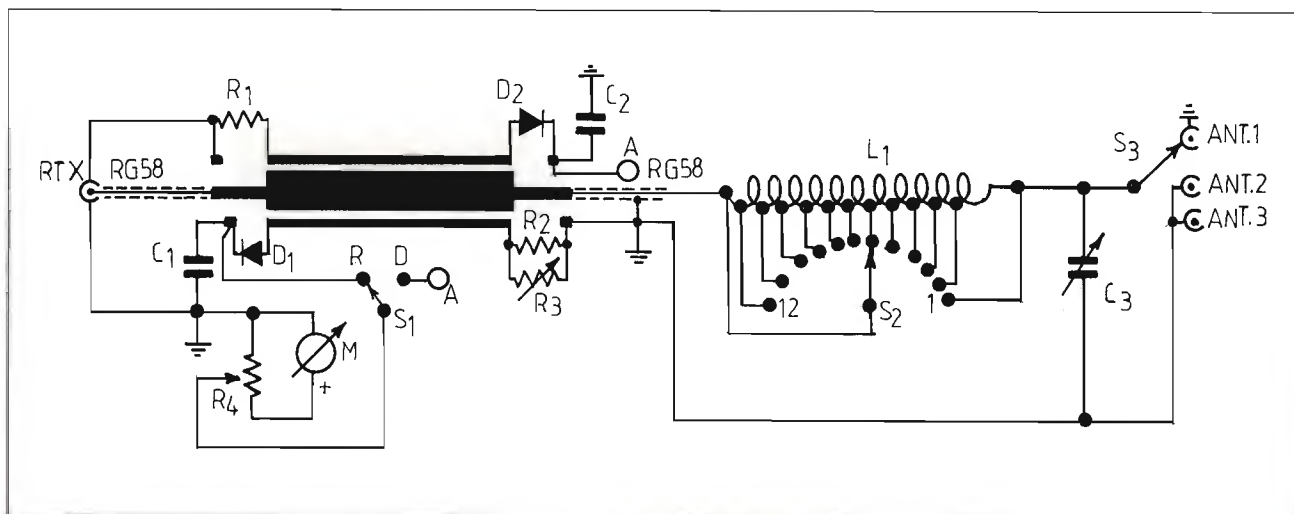 R1
D2
C2
A
RTX
RG58
RG58
L1
S3
ANT.1
ANT.2
ANT.3
C1
D1
R
D
A
S1
R2
R3
12
S2
1
C3
M
+
R4